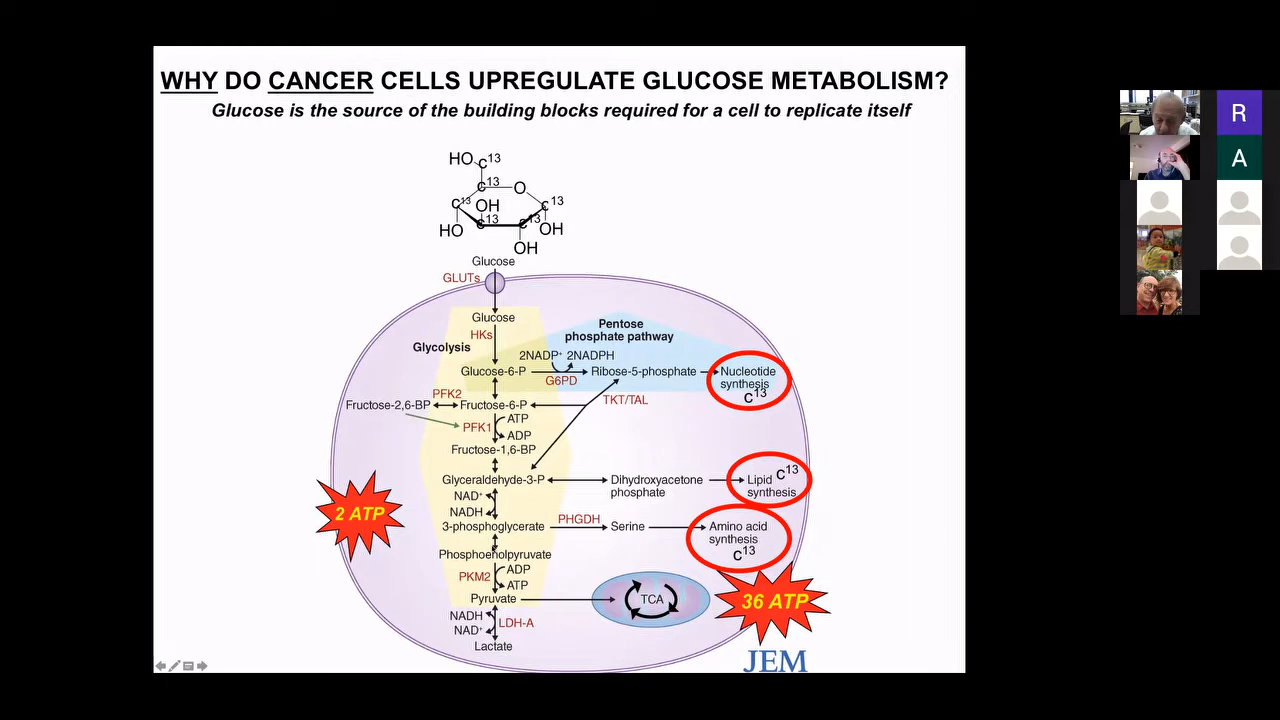 WHY DO CANCER CELLS UPREGULATE GLUCOSE METABOLISM?
Glucose is the source of the building blocks required for a cell to replicate itself
HO C13
C13 O
C13 OH C13
C13 C13
HO OH
OH
Glucose
GLUTs
Glucose
HKs
Glycolysis
Pentose
phosphate pathway
2NADP+ 2NADPH
Glucose-6-P
G6PD
Ribose-5-phosphate
Nucleotide
synthesis
C13
PFK2
TKT/TAL
Fructose-2,6-BP
Fructose-6-P
PFK1
ATP
ADP
Fructose-1,6-BP
Glyceraldehyde-3-P
Dihydroxyacetone
phosphate
Lipid C13
synthesis
NAD+
NADH
2 ATP
3-phosphoglycerate
PHGDH
Serine
Amino acid
synthesis
C13
Phosphoenolpyruvate
PKM2
ADP
ATP
Pyruvate
TCA
36 ATP
NADH
NAD+
LDH-A
Lactate
JEM
R
A